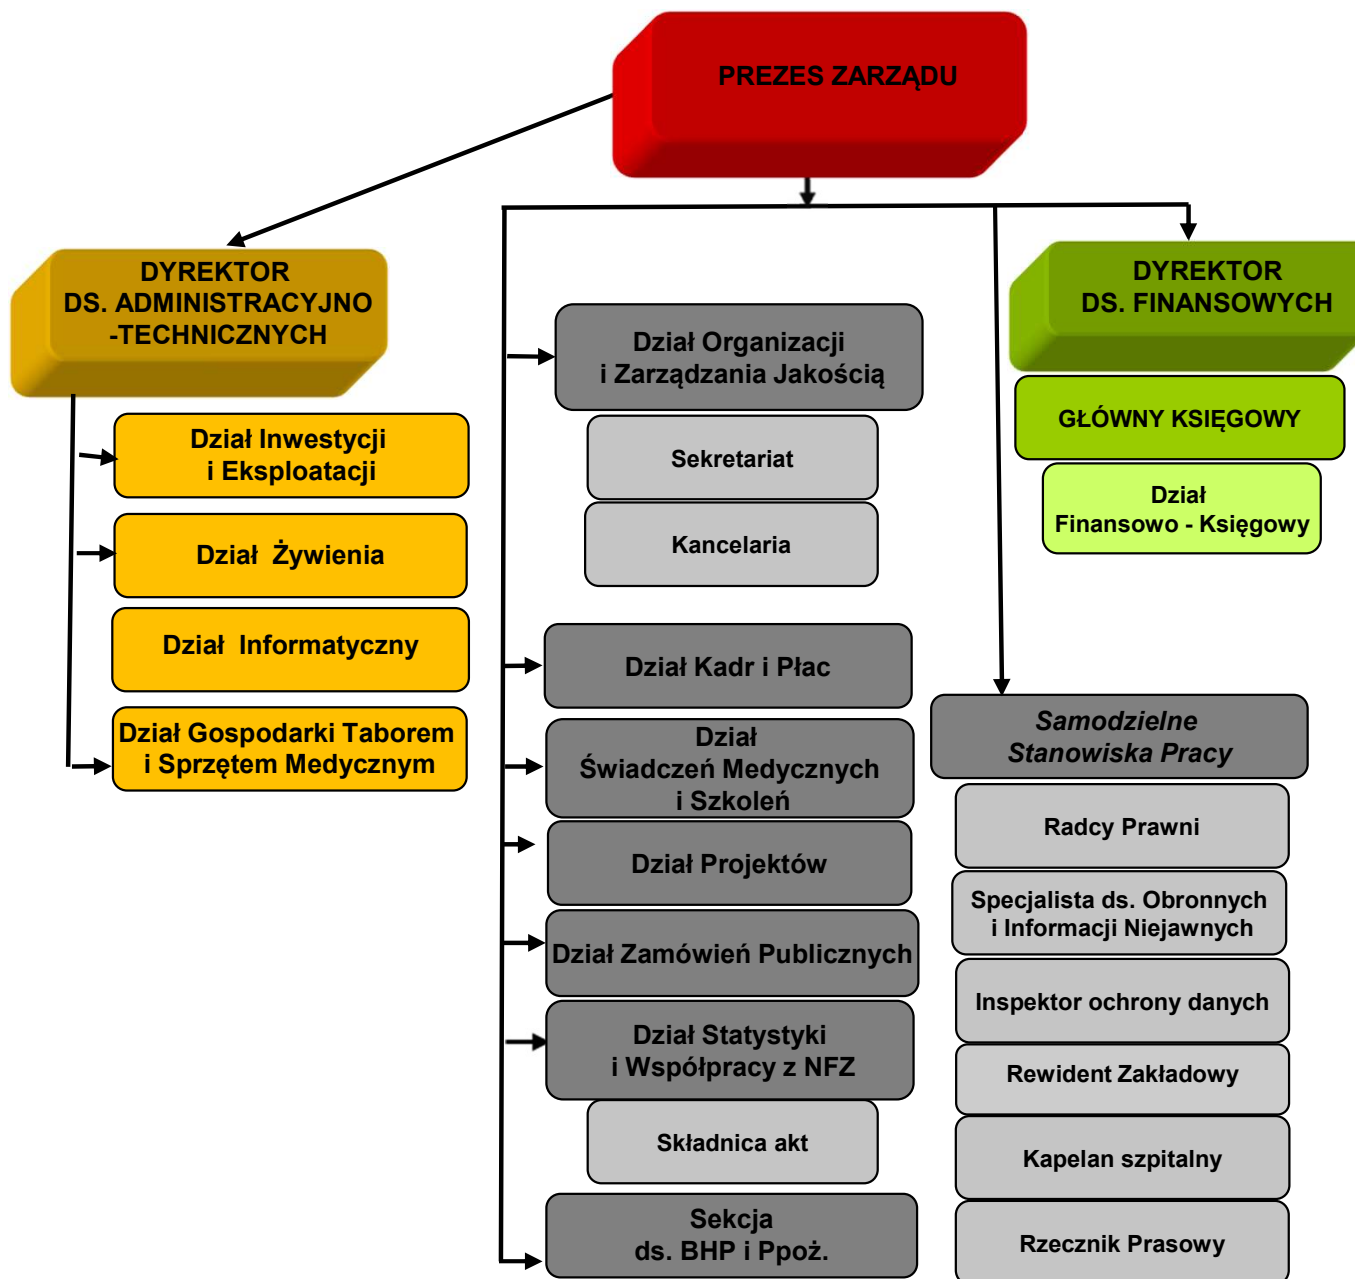 PREZES ZARZĄDU
DYREKTOR
DS. ADMINISTRACYJNO
-TECHNICZNYCH
Dział Inwestycji
i Eksploatacji
Dział Żywienia
Dział Informatyczny
Dział Gospodarki Taborem
i Sprzętem Medycznym
Dział Organizacji
i Zarządzania Jakością
Sekretariat
Kancelaria
Dział Kadr i Płac
Dział
Świadczeń Medycznych
i Szkoleń
Dział Projektów
Dział Zamówień Publicznych
Dział Statystyki
i Współpracy z NFZ
Składnica akt
Sekcja
ds. BHP i Ppoż.
DYREKTOR
DS. FINANSOWYCH
GŁÓWNY KSIĘGOWY
Dział
Finansowo - Księgowy
Samodzielne
Stanowiska Pracy
Radcy Prawni
Specjalista ds. Obronnych
i Informacji Niejawnych
Inspektor ochrony danych
Rewident Zakładowy
Kapelan szpitalny
Rzecznik Prasowy